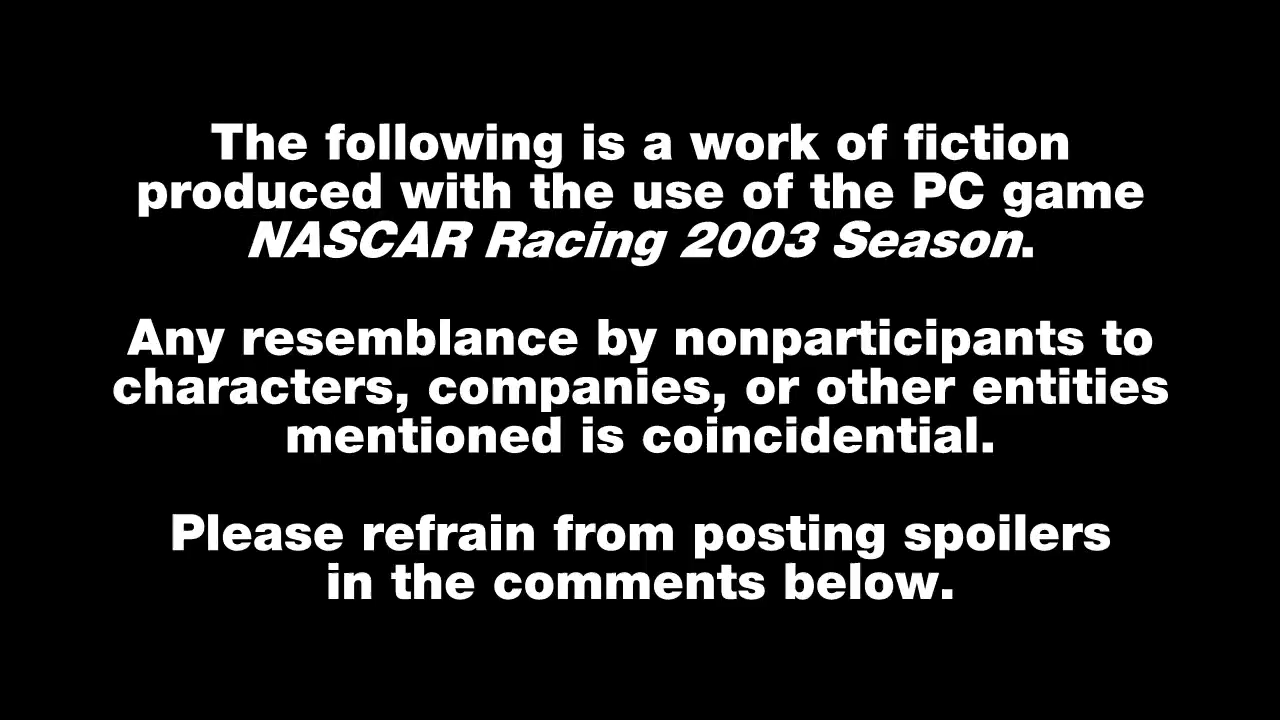 The following is a work of fiction
produced with the use of the PC game
NASCAR Racing 2003 Season.
Any resemblance by nonparticipants to
characters, companies, or other entities
mentioned is coincidential.
Please refrain from posting spoilers
in the comments below.